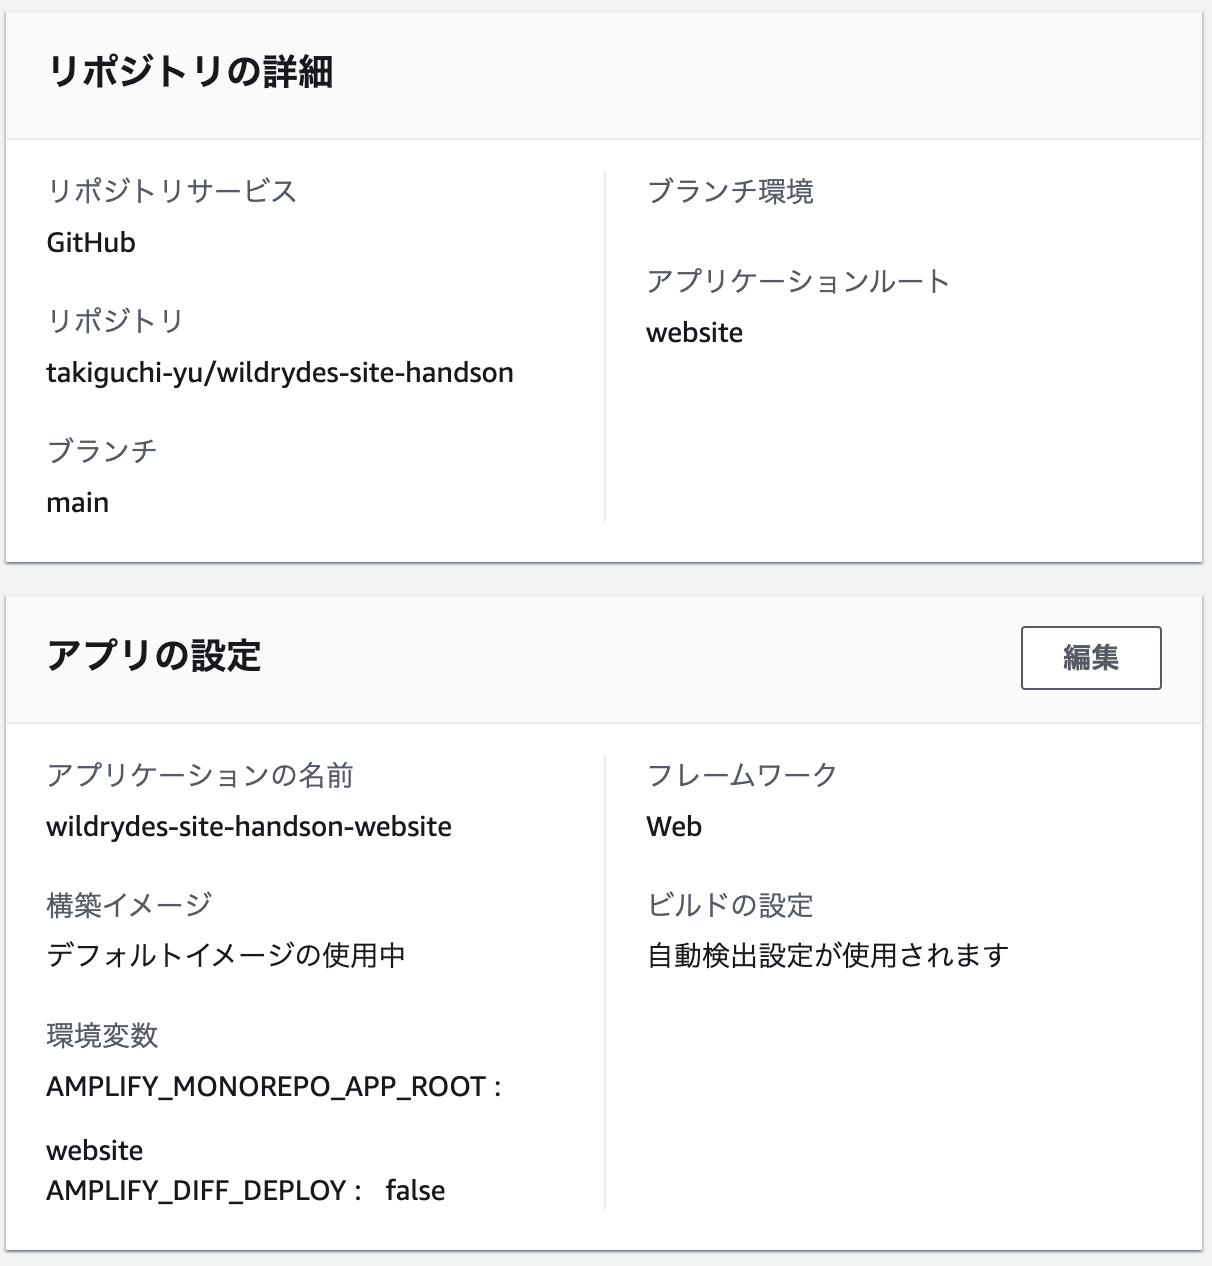 リポジトリの詳細
リポジトリサービス
GitHub
リポジトリ
takiguchi-yu/wildrydes-site-handson
ブランチ
main
ブランチ環境
アプリケーションルート
website
アプリの設定
編集
アプリケーションの名前
wildrydes-site-handson-website
構築イメージ
デフォルトイメージの使用中
環境変数
AMPLIFY_MONOREPO_APP_ROOT :
website
AMPLIFY_DIFF_DEPLOY : false
フレームワーク
Web
ビルドの設定
自動検出設定が使用されます